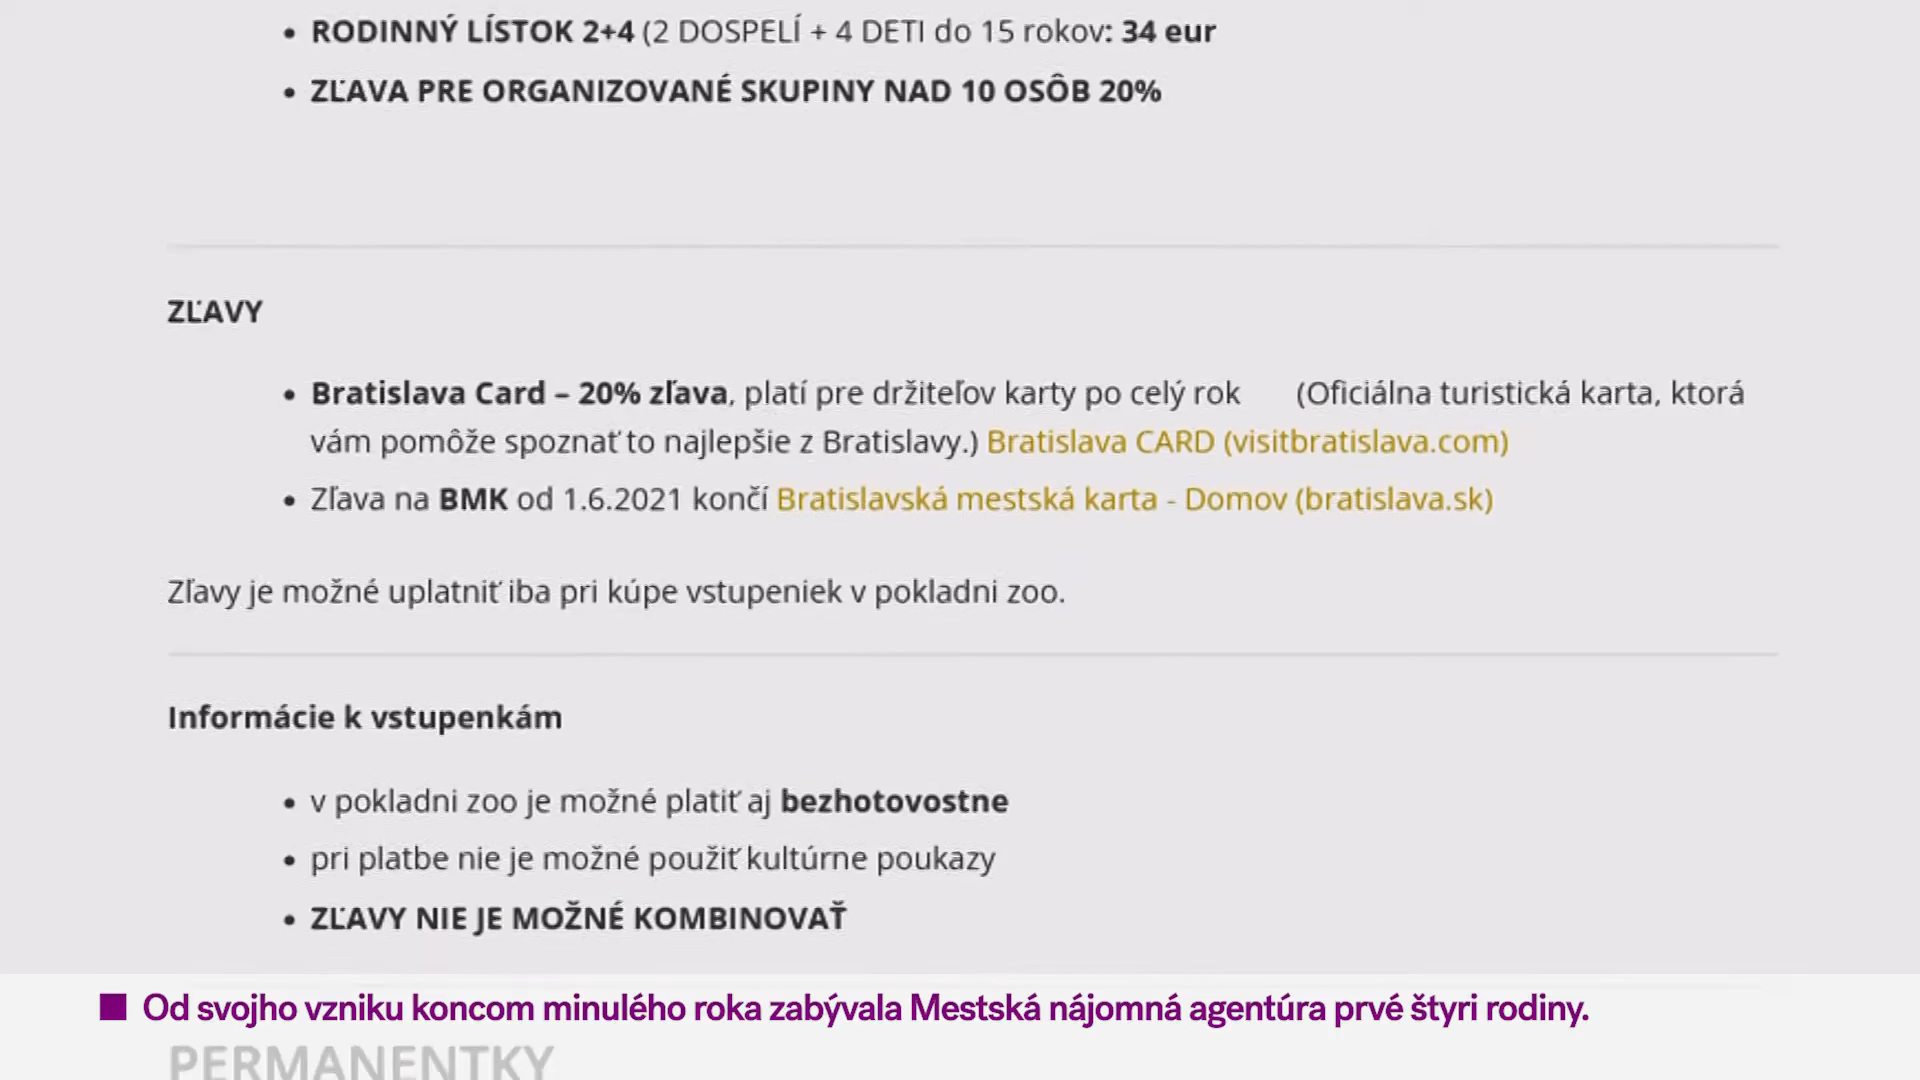 • RODINNÝ LÍSTOK 2+4 (2 DOSPELÍ + 4 DETI do 15 rokov: 34 eur
• ZĽAVA PRE ORGANIZOVANÉ SKUPINY NAD 10 OSÔB 20%
ZĽAVY
• Bratislava Card – 20% zľava, platí pre držiteľov karty po celý rok (Oficiálna turistická karta, ktorá
vám pomôže spoznať to najlepšie z Bratislavy.) Bratislava CARD (visitbratislava.com)
• Zľava na BMK od 1.6.2021 končí Bratislavská mestská karta - Domov (bratislava.sk)
Zľavy je možné uplatniť iba pri kúpe vstupeniek v pokladni zoo.
Informácie k vstupenkám
• v pokladni zoo je možné platiť aj bezhotovostne
• pri platbe nie je možné použiť kultúrne poukazy
• ZĽAVY NIE JE MOŽNÉ KOMBINOVAŤ
Od svojho vzniku koncom minulého roka zabývala Mestská nájomná agentúra prvé štyri rodiny.
PERMANENTKY